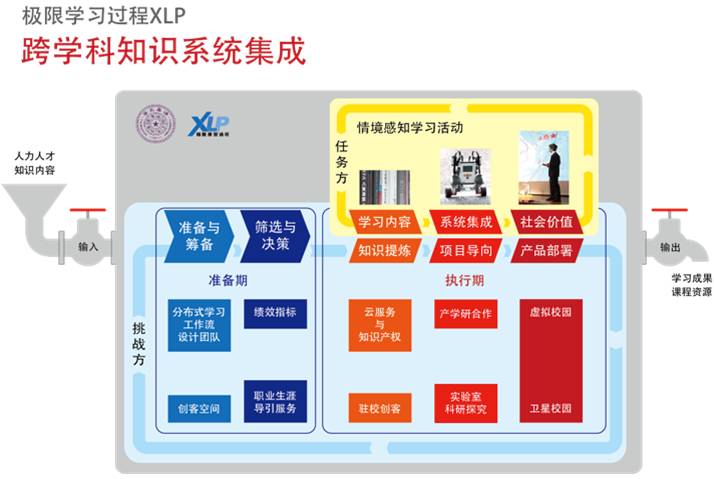 极限学习过程XLP
跨学科知识系统集成
人力人才
知识内容
输入
XLP
任务方
情境感知学习活动
学习内容
系统集成
社会价值
准备与
筹备
筛选与
决策
知识提炼
项目导向
产品部署
输出
学习成果
课程资源
准备期
执行期
挑战方
分布式学习
工作流
设计团队
绩效指标
云服务
与
知识产权
产学研合作
虚拟校园
创客空间
职业生涯
导引服务
驻校创客
实验室
科研探究
卫星校园